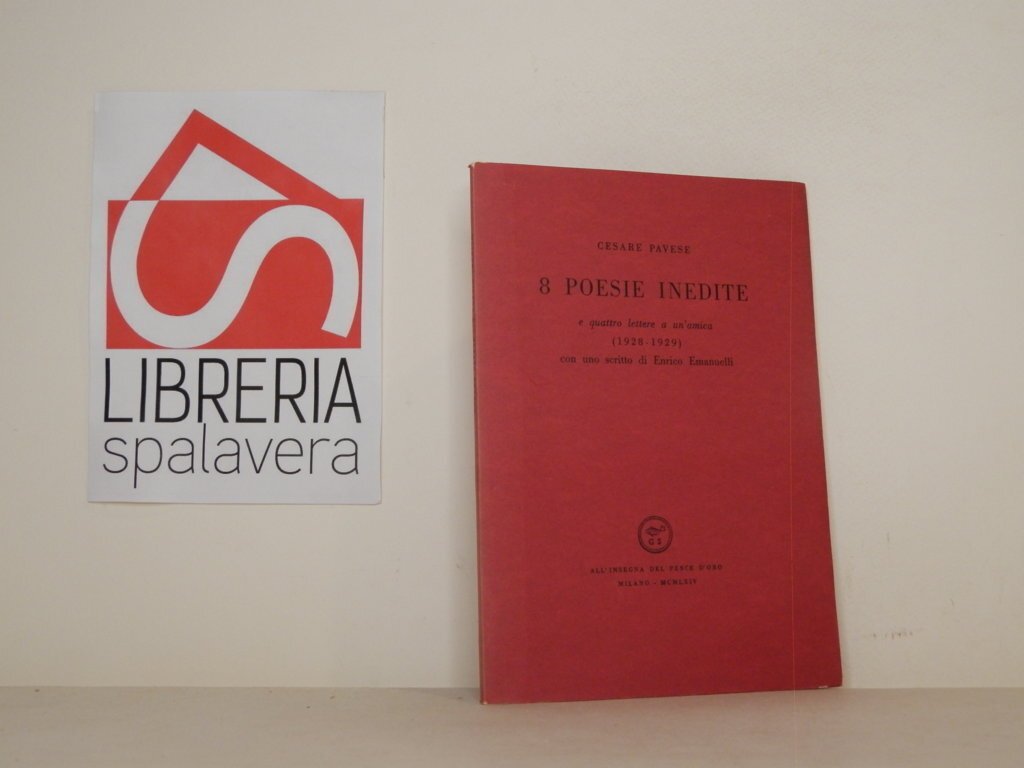 LIBRERIA
spalavera
CESARE PAVESE
8 POESIE INEDITE
e quattro lettere a un'amica
(1928-1929)
con uno scritto di Enrico Emanuelli
GS
ALL'INSEGNA DEL PESCE D'ORO
MILANO - MCMLXIV